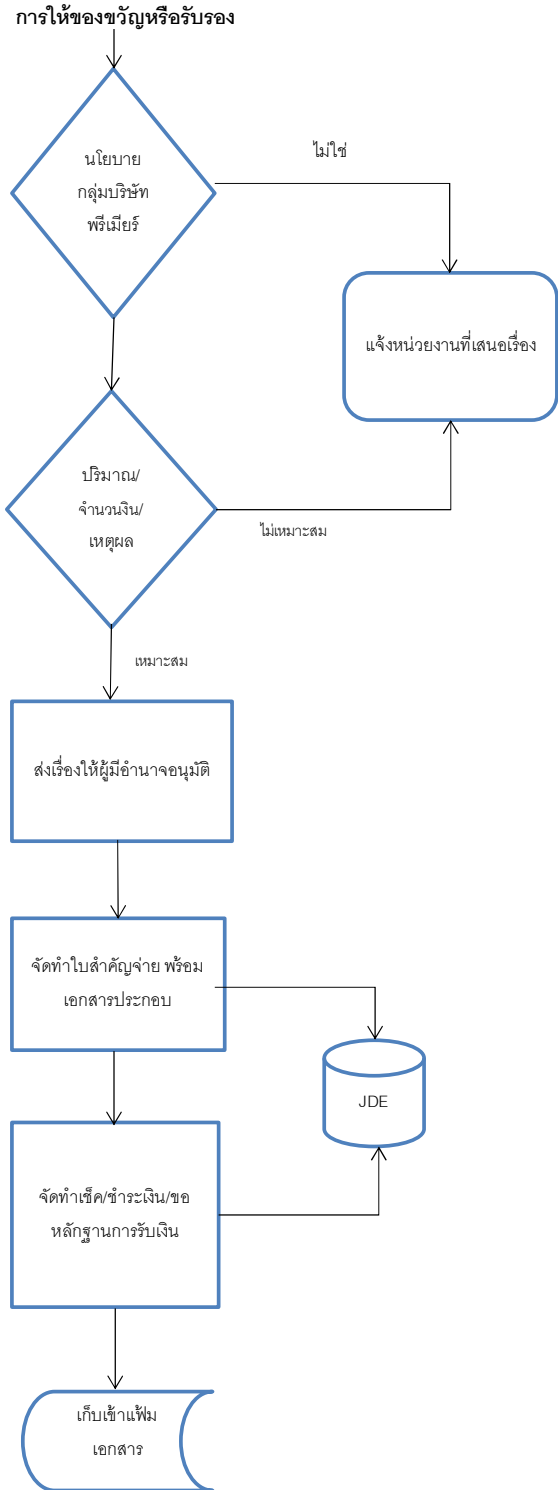 การให้ของขวัญหรือรับรอง
นโยบาย
กลุ่มบริษัท
พรีเมียร์
ไม่ใช่
แจ้งหน่วยงานที่เสนอเรื่อง
ปริมาณ/
จำนวนงิน/
เหตุผล
ไม่เหมาะสม
เหมาะสม
ส่งเรื่องให้ผู้มีอำนาจอนุมัติ
จัดทำใบสำคัญจ่าย พร้อม
เอกสารประกอบ
JDE
จัดทำเช็ค/ชำระเงิน/ขอ
หลักฐานการรับเงิน
เก็บเข้าแฟ้ม
เอกสาร